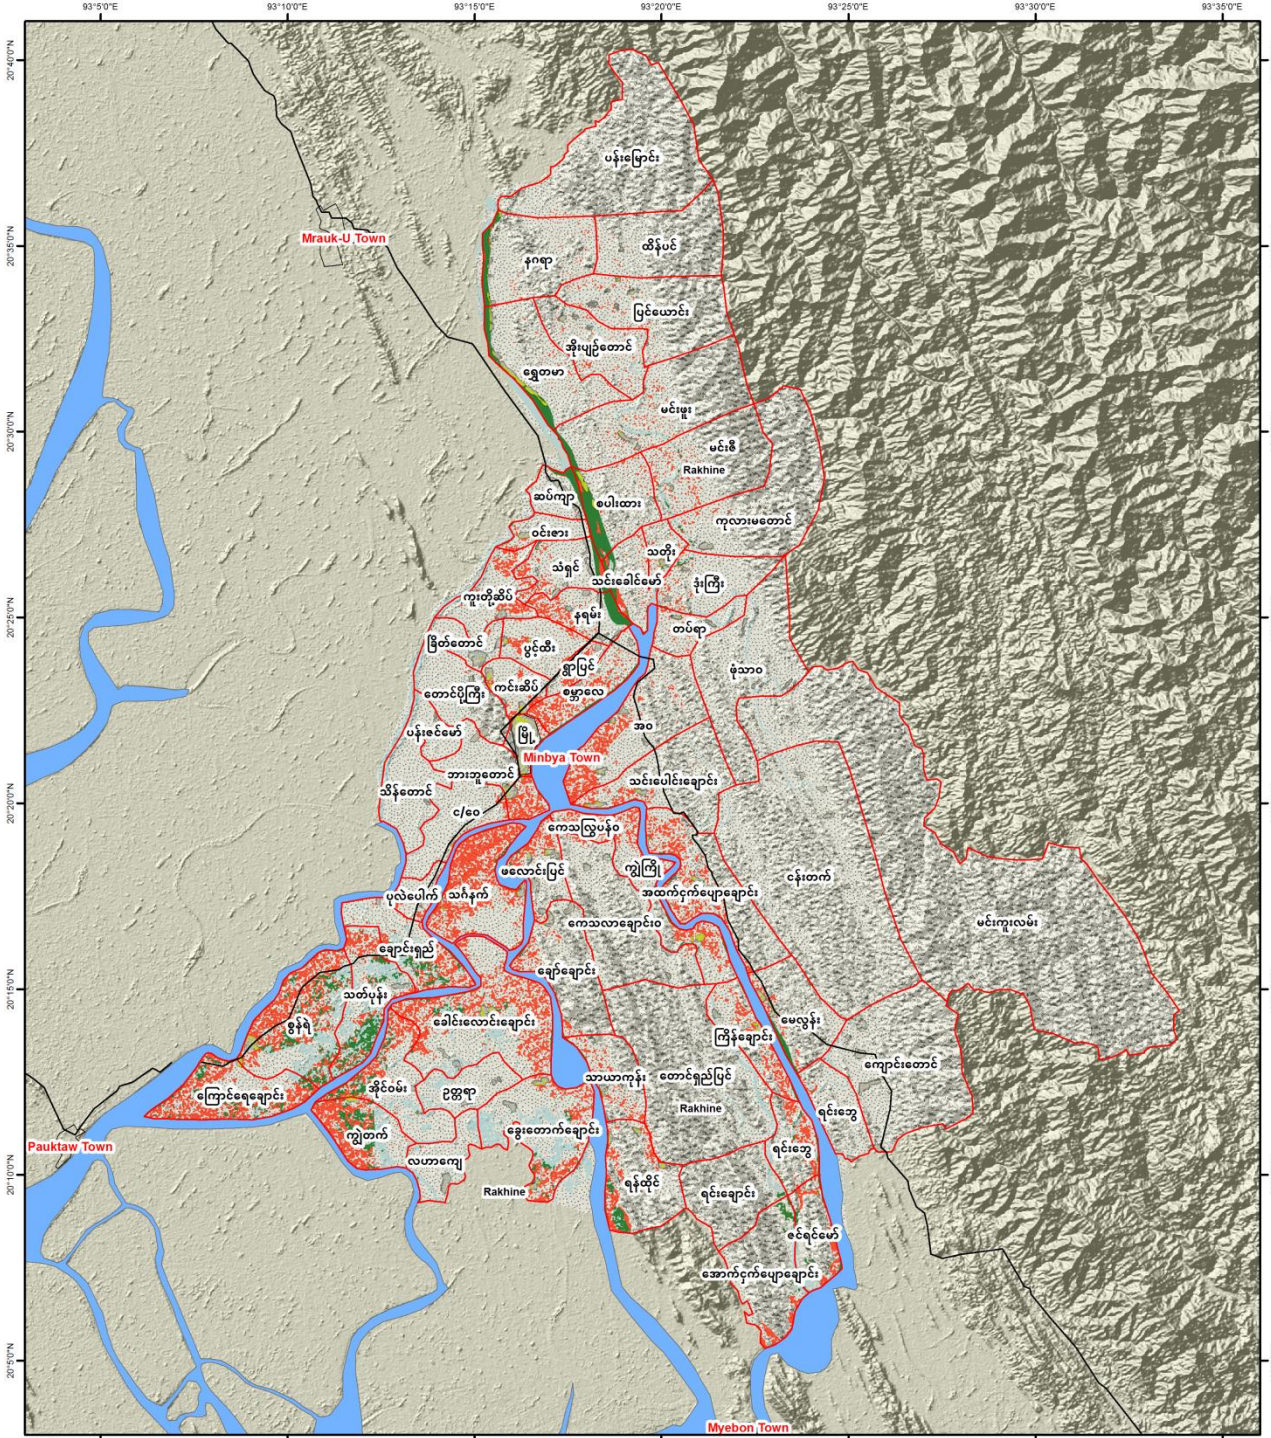 93°5'0"E 93°10'0"E 93°15'0"E 93°20'0"E 93°25'0"E 93°30'0"E 93°35'0"E
20°40'0"N
ပန်းမြောင်း
Mrauk-U Town
20°35'0"N
ထိန်ပင်
နဂရာ
ပြင်ယောင်း
အိုးပျဉ်တောင်
ရွှေတမာ
မင်းဖူး
20°30'0"N
မင်းဇီ
Rakhine
ဆပ်ကျာ
စပါးထား
ကုလားမတောင်
ဝင်းဇား
သတိုး
သံရှင်
သင်းခေါင်မော်
ဒုံးကြီး
ကူးတို့ဆိပ်
နရမ်း
20°25'0"N
တပ်ရာ
ခြိတ်တောင်
ပွင့်ထီး
ရွှာပြင်
ဖုံသာဝ
ကင်းဆိပ်
စမ္ဘာလေ
တောင်ပို့ကြီး
အဝ
ပန်းဇင်မော်
မြို့
Minbya Town
ဘားဘူတောင်
သင်းပေါင်းချောင်း
သိန်တောင်
20°20'0"N
င/ဝေ
ကေသလွှပန်ဝ
ဖလောင်းပြင်
ကျွဲကြို
ငန်းတက်
ပုလဲပေါက်
သင်္ဂနက်
အထက်ငှက်ပျောချောင်း
ကေသလာချောင်းဝ
မင်းကူးလမ်း
ချောင်းရှည်
ချော်ချောင်း
20°15'0"N
သတ်ပုန်း
စွန်ရဲ
ခေါင်းလောင်းချောင်း
မေလွန်း
ကြိန်ချောင်း
ကျောင်းတောင်
သာယာကုန်း
တောင်ရှည်ပြင်
ကြောင်ရေချောင်း
အိုင်ဝမ်း
ဥတ္တရာ
Rakhine
ရင်းဘွေ
ခွေးတောက်ချောင်း
ကျွဲတက်
Pauktaw Town
ရင်းဘွေ
20°10'0"N
လဟာကျေ
ရန်ထိုင်
Rakhine
ရင်းချောင်း
ဇင်ရင်မော်
အောက်ငှက်ပျောချောင်း
20°5'0"N
Myebon Town